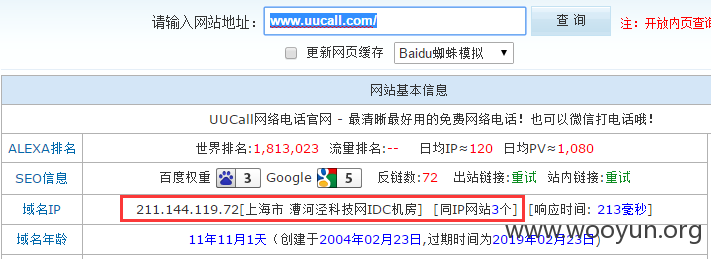 请输入网站地址： www.uucall.com/ 查 询 注：开放内页查询
更新网页缓存 Baidu蜘蛛模拟
网站基本信息
UUCall网络电话官网 - 最清晰最好用的免费网络电话！也可以微信打电话哦！
ALEXA排名 世界排名:1,813,023 流量排名:-- 日均IP≈120 日均PV≈1,080
SEO信息 百度权重 3 Google 5 反链数:72 出站链接:重试 站内链接:重试
域名IP 211.144.119.72[上海市 漕河泾科技网IDC机房] [同IP网站3个] [响应时间: 213毫秒]
域名年龄 11年11月1天（创建于2004年02月23日,过期时间为2019年02月23日）
www.wooyun.org